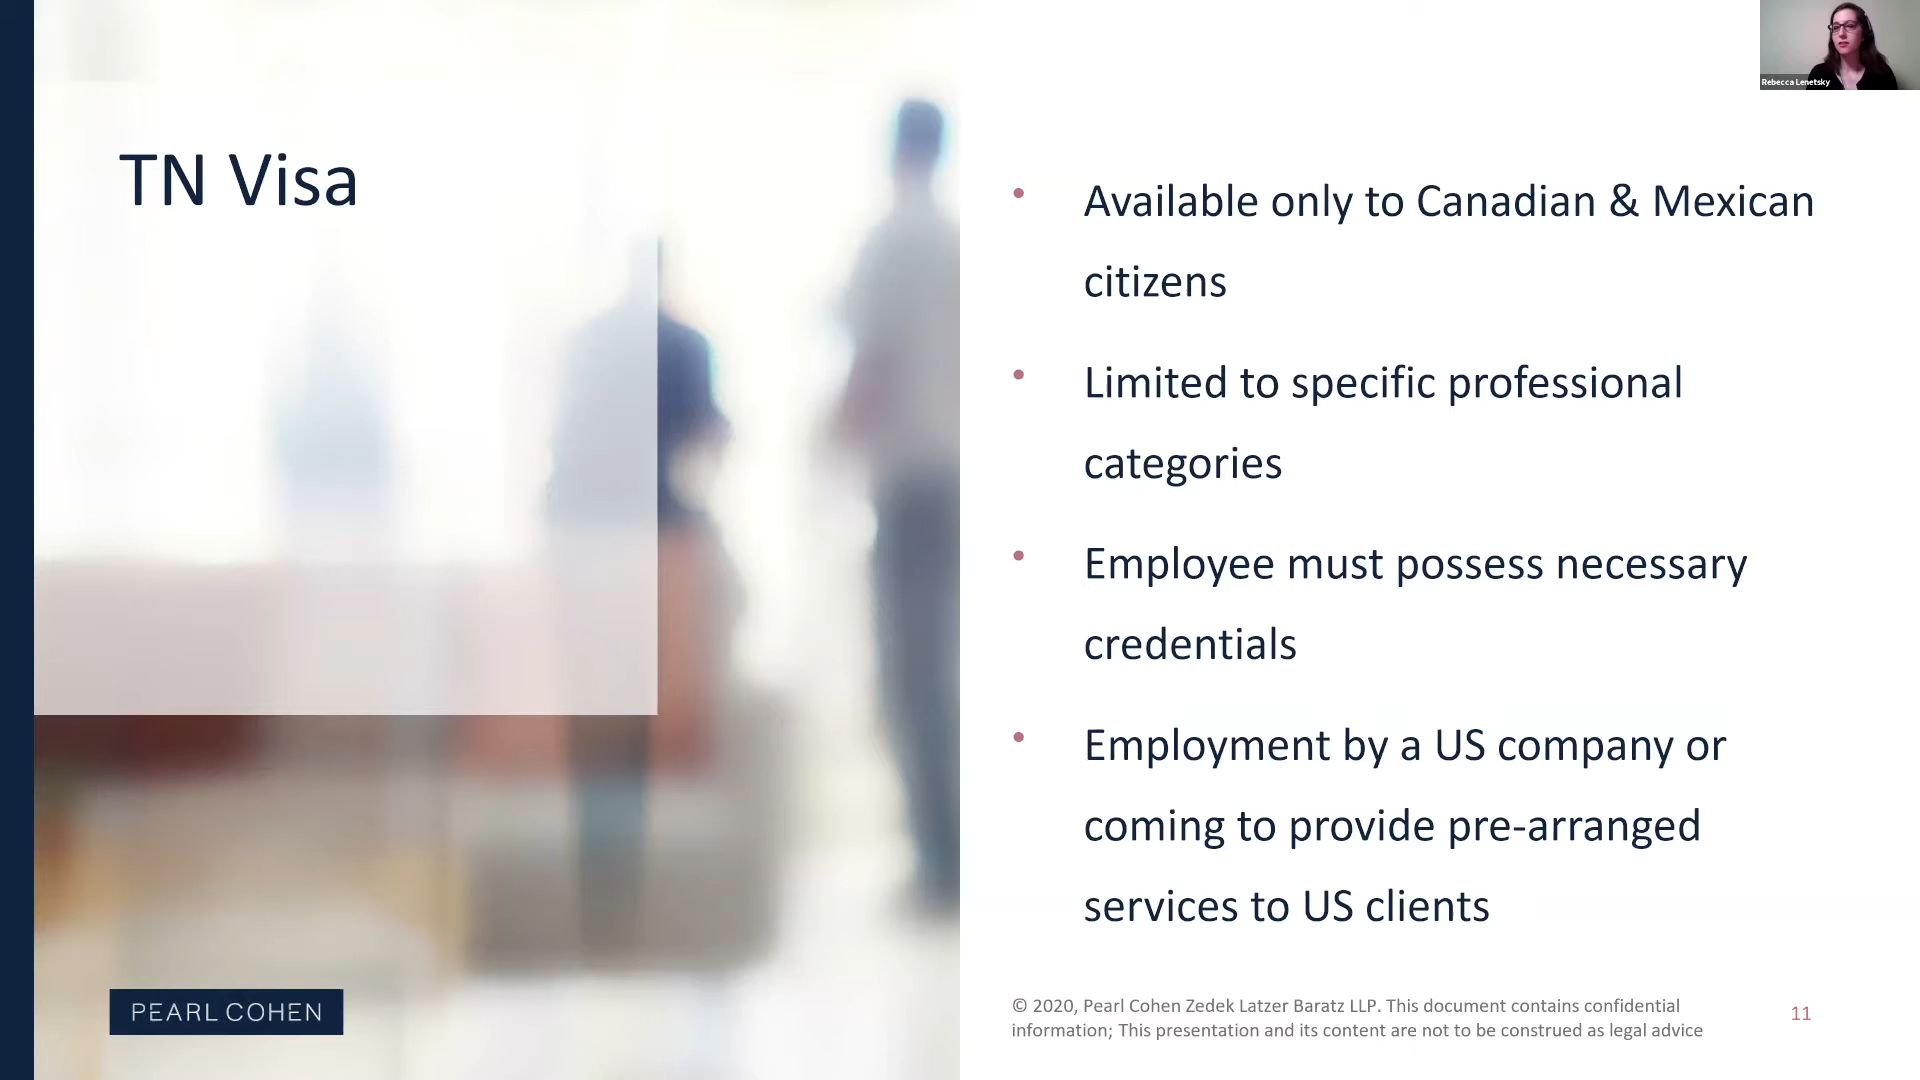 Rebecca Lenetsky
TN Visa
• Available only to Canadian & Mexican
citizens
• Limited to specific professional
categories
• Employee must possess necessary
credentials
• Employment by a US company or
coming to provide pre-arranged
services to US clients
PEARL COHEN
© 2020, Pearl Cohen Zedek Latzer Baratz LLP. This document contains confidential
information; This presentation and its content are not to be construed as legal advice
11